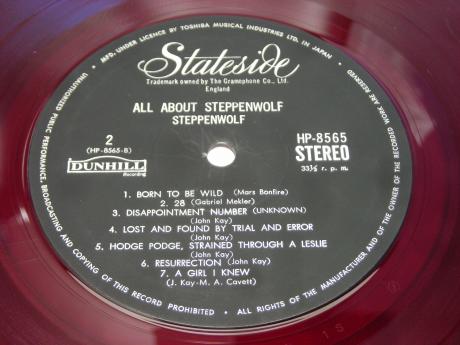 MFD. UNDER LICENCE BY TOSHIBA MUSICAL INDUSTRIES LTD. IN JAPAN • ALL RIGHTS OF THE MANUFACTURER AND OF THE OWNER OF THE RECORDED WORK ARE RESERVED.
UNAUTHORIZED PUBLIC PERFORMANCE, BROADCASTING AND COPYING OF THIS RECORD PROHIBITED •
Stateside
Trademark owned by The Gramophone Co., Ltd.
England
ALL ABOUT STEPPENWOLF
STEPPENWOLF
2
(HP-8565-B)
HP-8565
STEREO
33⅓ r. p. m.
DUNHILL
Recording
1. BORN TO BE WILD (Mars Bonfire)
2. 28 (Gabriel Mekler)
3. DISAPPOINTMENT NUMBER (UNKNOWN)
(John Kay)
4. LOST AND FOUND BY TRIAL AND ERROR
(John Kay)
5. HODGE PODGE, STRAINED THROUGH A LESLIE
(John Kay)
6. RESURRECTION (John Kay)
7. A GIRL I KNEW
(J. Kay-M. A. Cavett)